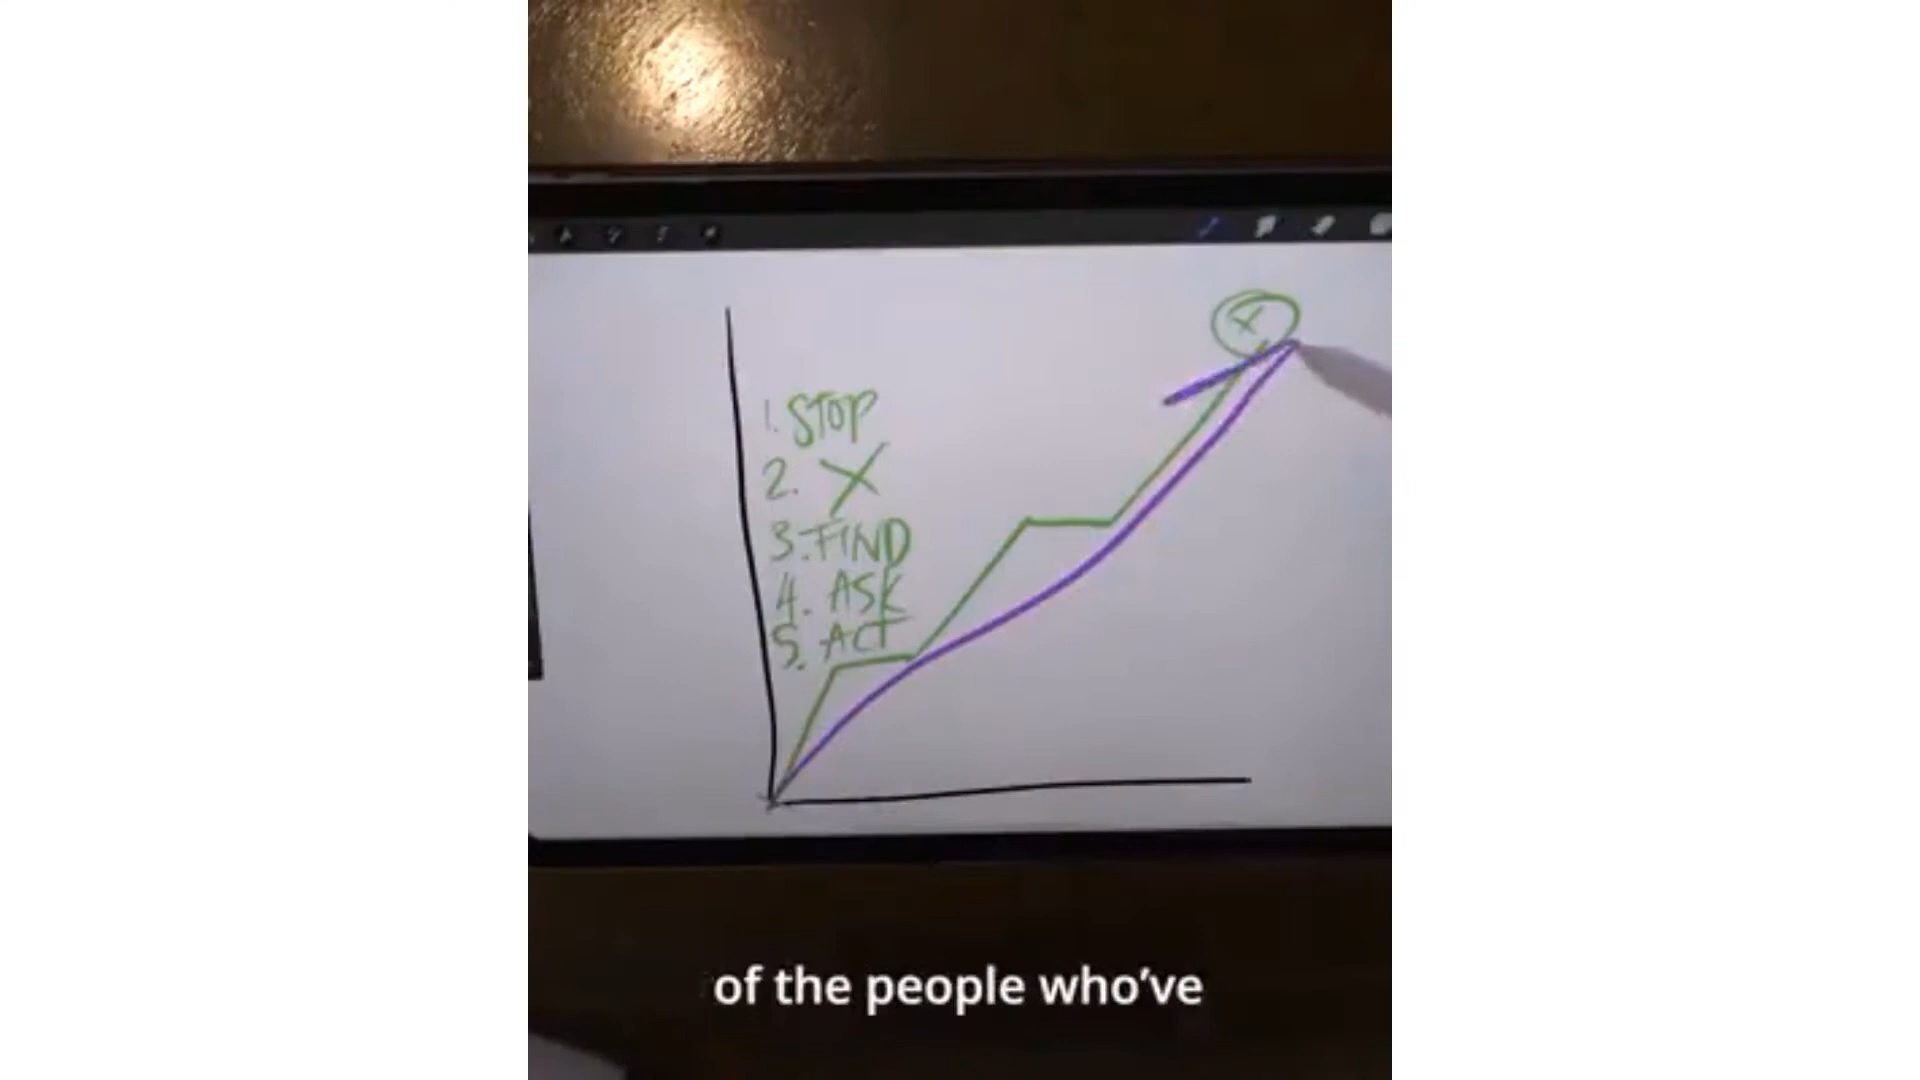 X
1. STOP
2. X
3. FIND
4. ASK
5. ACT
of the people who've